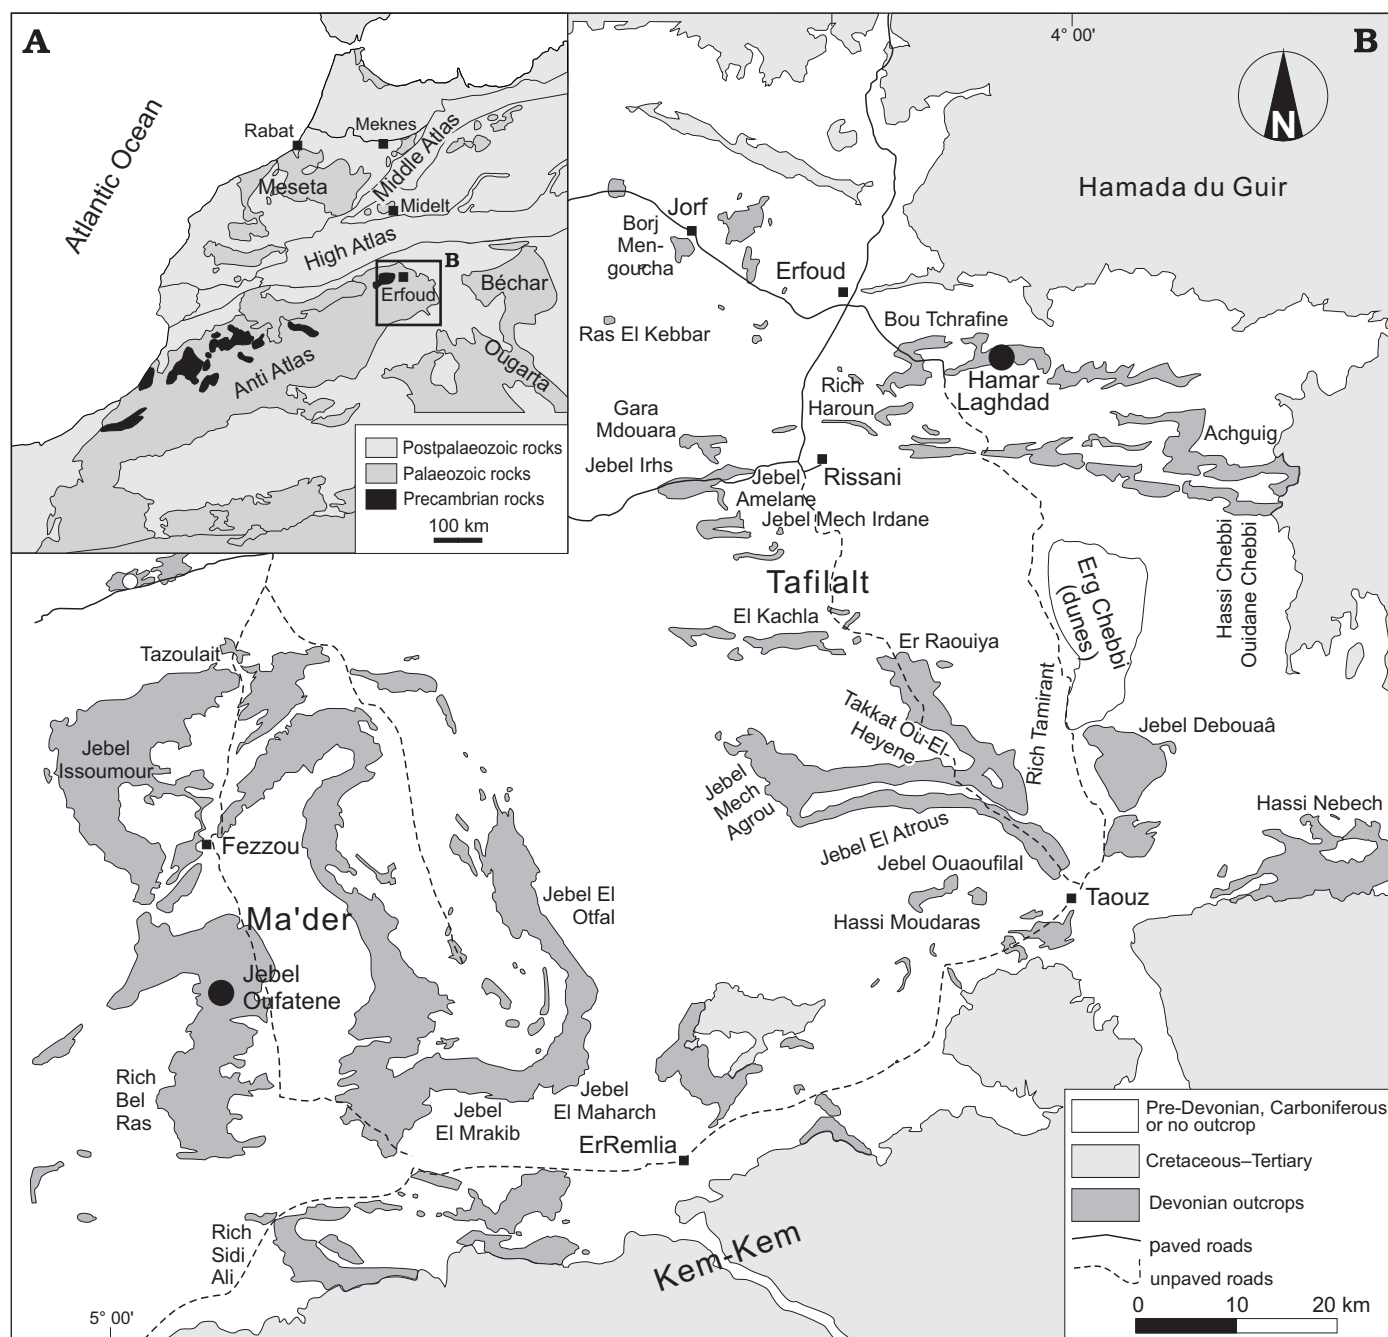 A
Atlantic Ocean
Rabat
Meknes
Middle Atlas
Meseta
Midelt
High Atlas
B
Erfoud
Béchar
Anti Atlas
Ougarta
Postpalaeozoic rocks
Palaeozoic rocks
Precambrian rocks
100 km
4° 00'
B
N
Hamada du Guir
Jorf
Borj
Men-
goucha
Erfoud
Ras El Kebbar
Bou Tchrafine
Hamar
Laghdad
Rich
Haroun
Gara
Mdouara
Achguig
Jebel Irhs
Rissani
Jebel
Amelane
Jebel Mech Irdane
Hassi Chebbi
Ouidane Chebbi
Tafilalt
Erg Chebbi
(dunes)
El Kachla
Er Raouiya
Tazoulait
Rich Tamirant
Takkat Ou-El-
Heyene
Jebel Debouaâ
Jebel
Issoumour
Jebel
Mech
Agrou
Hassi Nebech
Jebel El Atrous
Fezzou
Jebel Ouaoufilal
Jebel El
Otfal
Taouz
Ma'der
Hassi Moudaras
Jebel
Oufatene
Rich
Bel
Ras
Jebel
El Mrakib
Jebel
El Maharch
ErRemlia
Rich
Sidi
Ali
Kem-Kem
5° 00'
Pre-Devonian, Carboniferous
or no outcrop
Cretaceous–Tertiary
Devonian outcrops
paved roads
unpaved roads
0 10 20 km